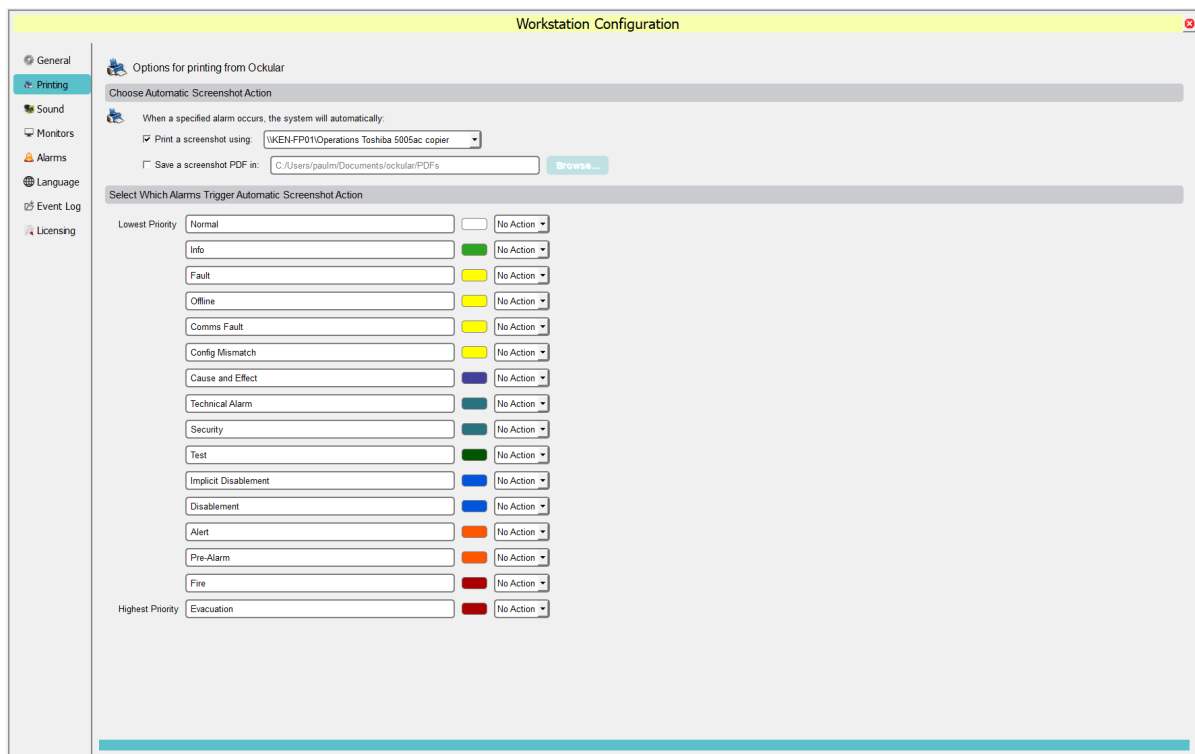 Workstation Configuration
General
Printing
Sound
Monitors
Alarms
Language
Event Log
Licensing
Options for printing from Ockular
Choose Automatic Screenshot Action
When a specified alarm occurs, the system will automatically:
Print a screenshot using: \\KEN-FP01\Operations Toshiba 5005ac copier
Save a screenshot PDF in: C:/Users/paulm/Documents/ockular/PDFs Browse...
Select Which Alarms Trigger Automatic Screenshot Action
Lowest Priority Normal No Action
Info No Action
Fault No Action
Offline No Action
Comms Fault No Action
Config Mismatch No Action
Cause and Effect No Action
Technical Alarm No Action
Security No Action
Test No Action
Implicit Disablement No Action
Disablement No Action
Alert No Action
Pre-Alarm No Action
Fire No Action
Highest Priority Evacuation No Action